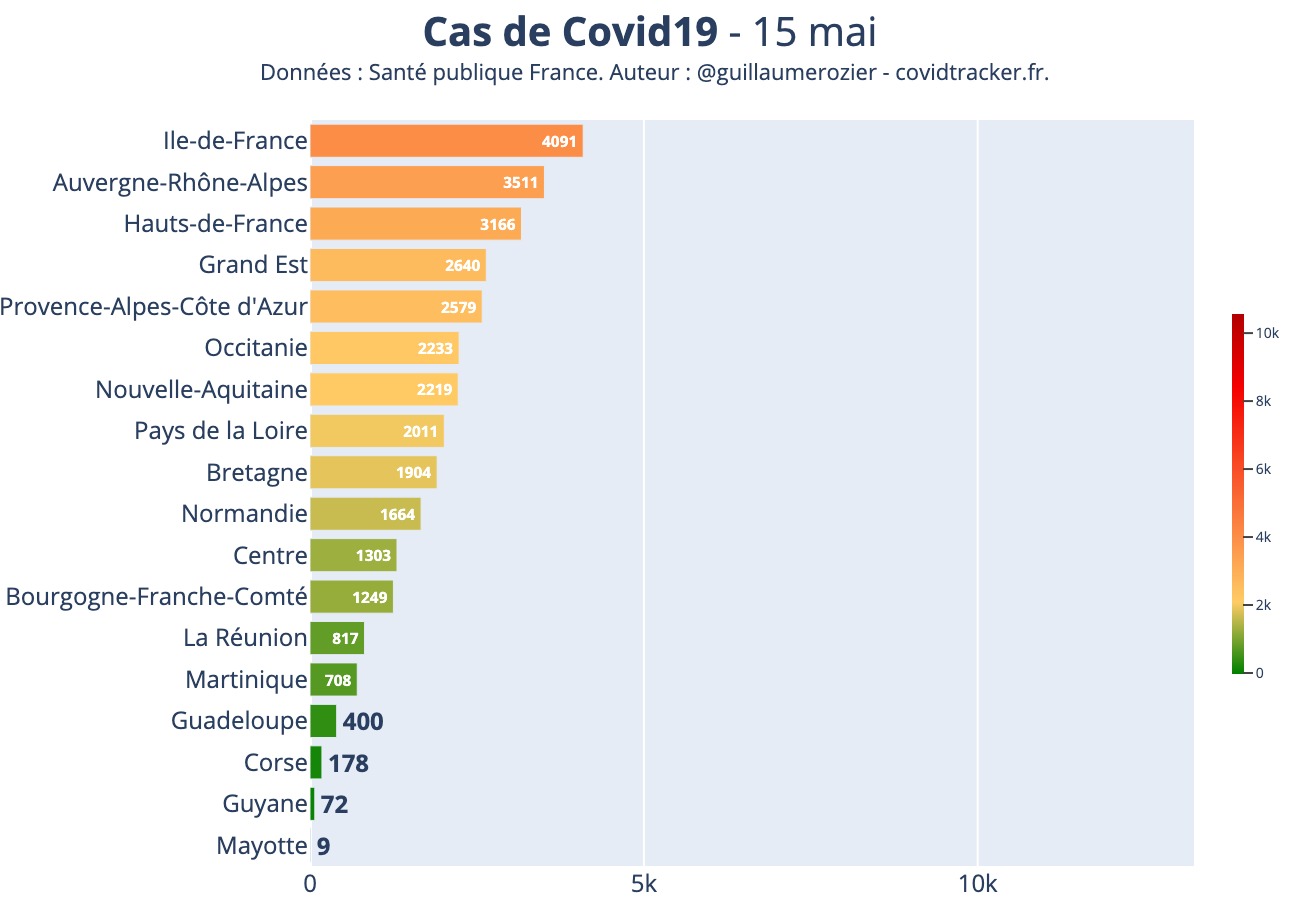 Cas de Covid19 - 15 mai
Données : Santé publique France. Auteur : @guillaumerozier - covidtracker.fr.
Ile-de-France 4091
Auvergne-Rhône-Alpes 3511
Hauts-de-France 3166
Grand Est 2640
Provence-Alpes-Côte d'Azur 2579
Occitanie 2233
Nouvelle-Aquitaine 2219
Pays de la Loire 2011
Bretagne 1904
Normandie 1664
Centre 1303
Bourgogne-Franche-Comté 1249
La Réunion 817
Martinique 708
Guadeloupe 400
Corse 178
Guyane 72
Mayotte 9
0 5k 10k
10k
8k
6k
4k
2k
0